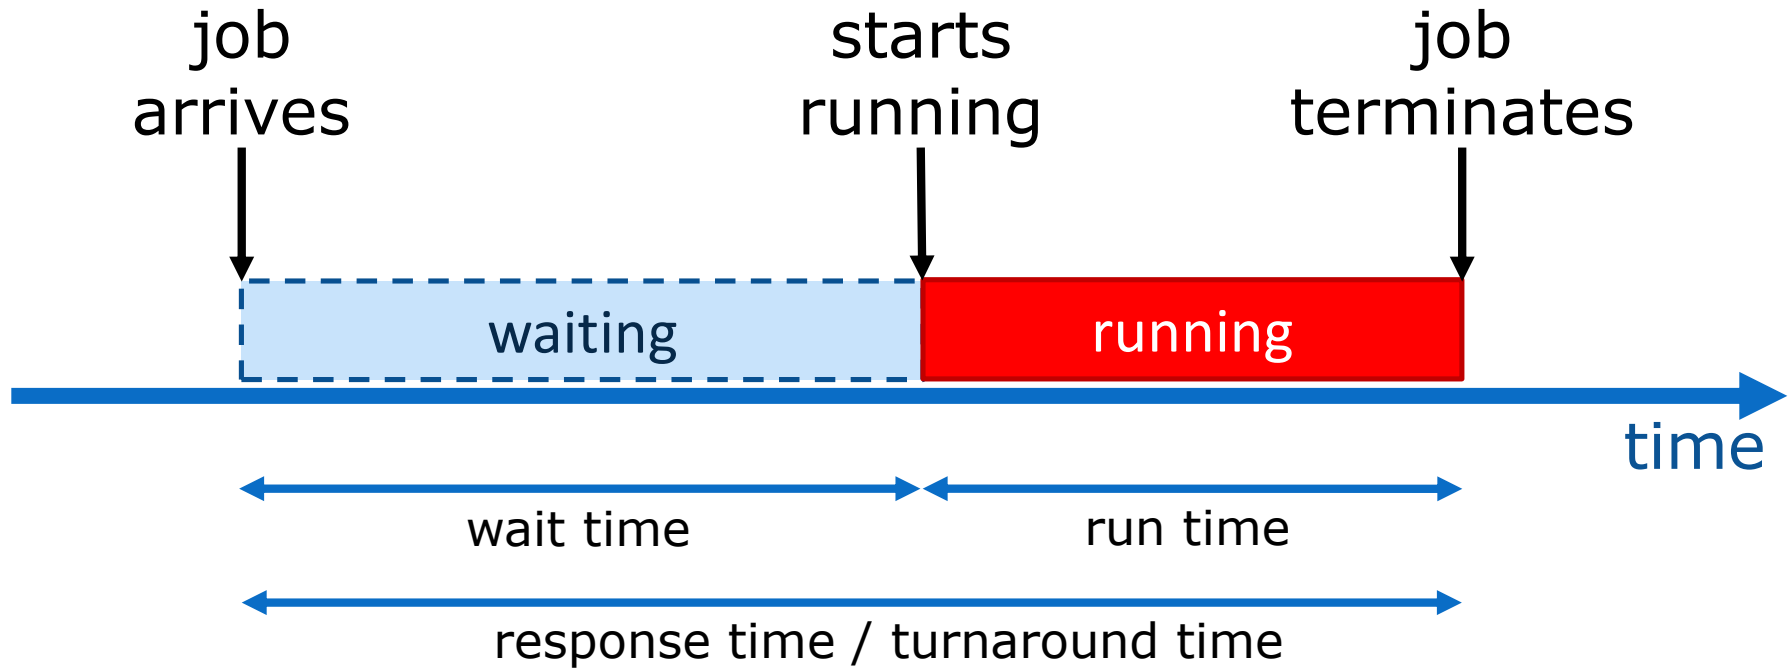 job
arrives
starts
running
job
terminates
waiting
running
time
wait time
run time
response time / turnaround time